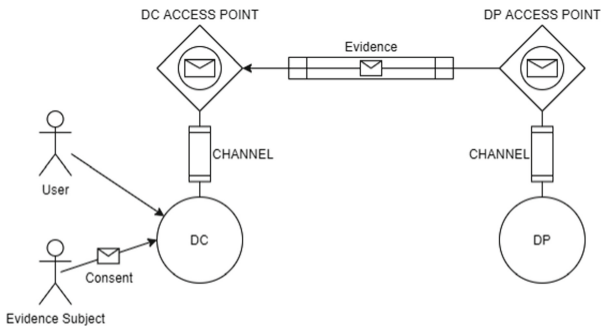 DC ACCESS POINT
DP ACCESS POINT
Evidence
CHANNEL
CHANNEL
User
DC
DP
Consent
Evidence Subject